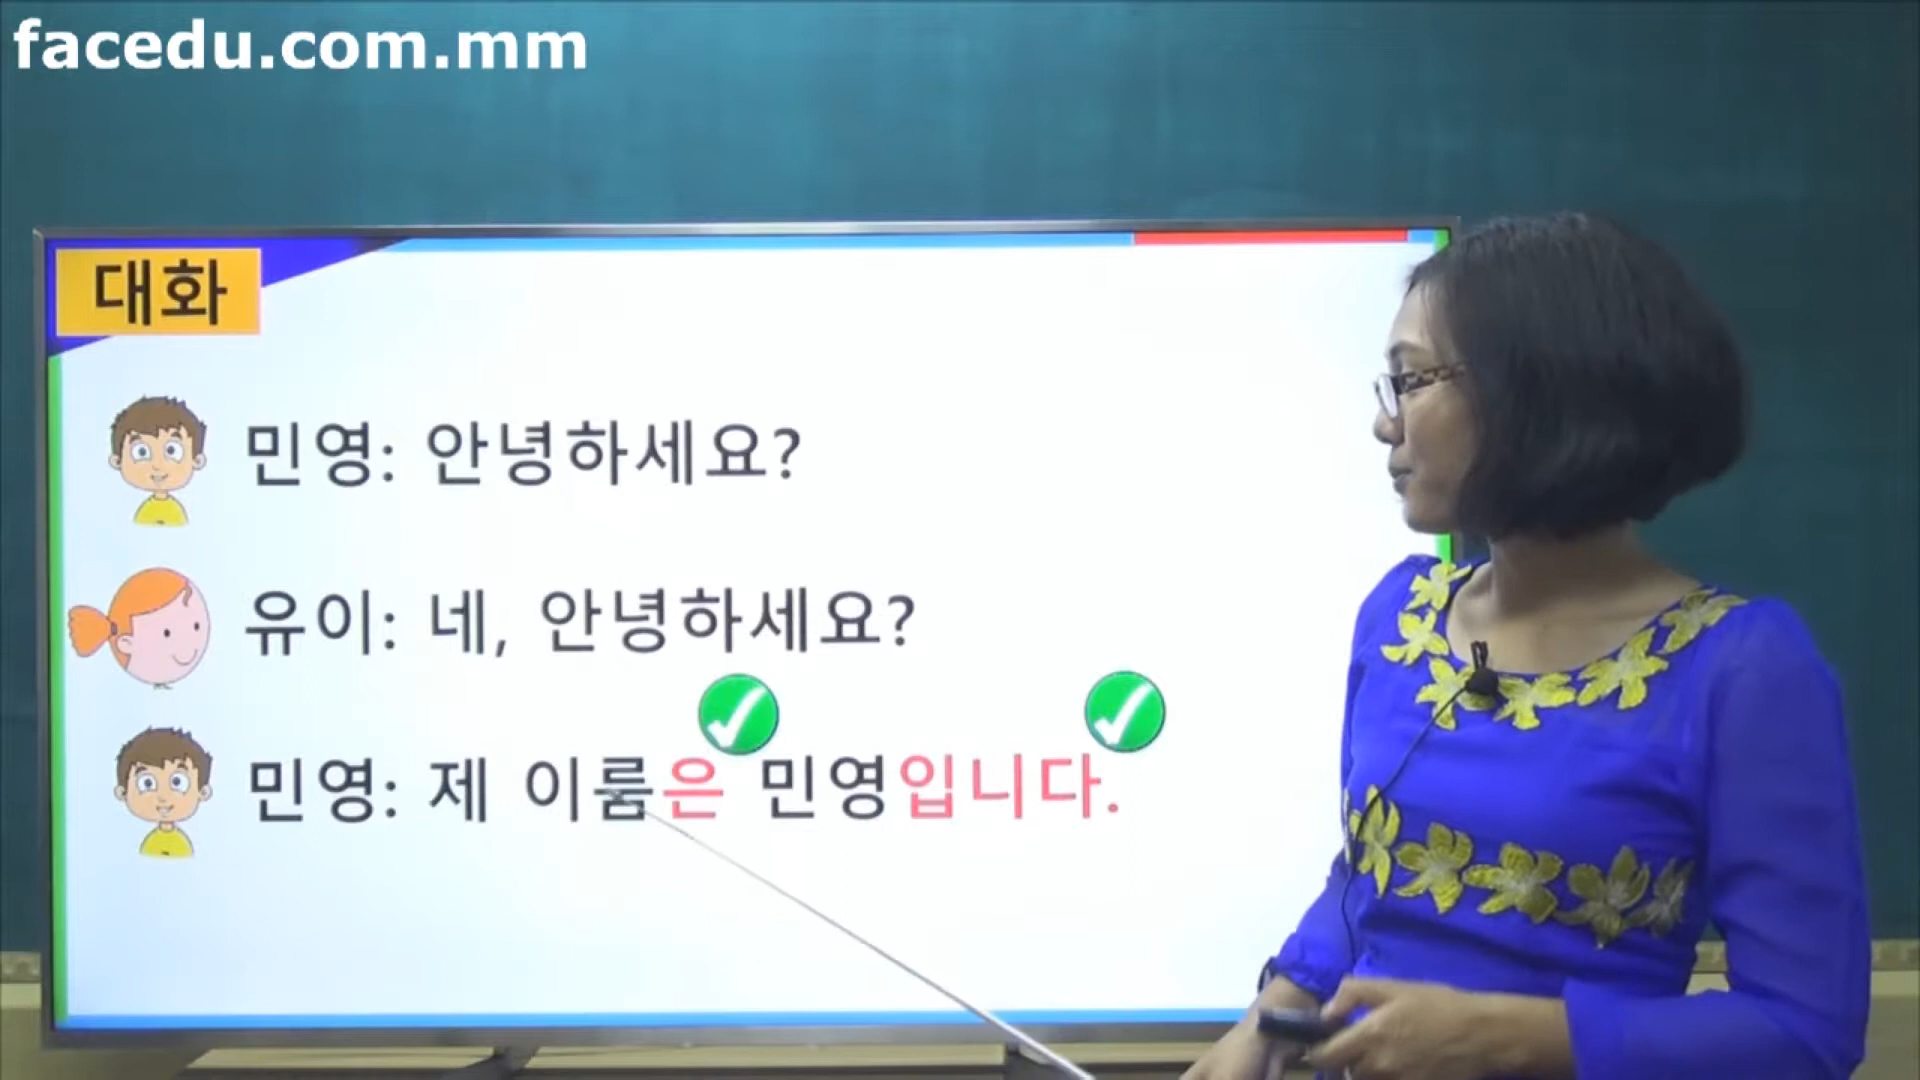 facedu.com.mm
대화
민영: 안녕하세요?
유이: 네, 안녕하세요?
민영: 제 이룸은 민영입니다.